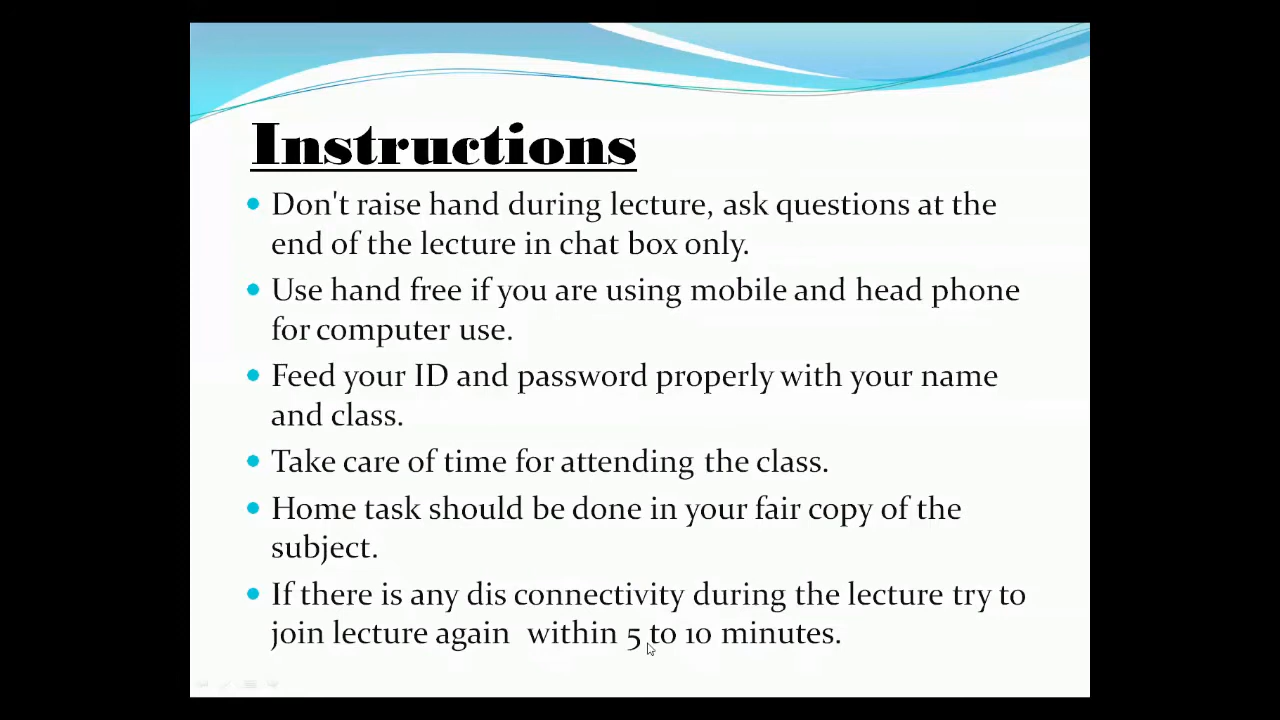 Instructions
Don't raise hand during lecture, ask questions at the
end of the lecture in chat box only.
Use hand free if you are using mobile and head phone
for computer use.
Feed your ID and password properly with your name
and class.
Take care of time for attending the class.
Home task should be done in your fair copy of the
subject.
If there is any dis connectivity during the lecture try to
join lecture again  within 5 to 10 minutes.